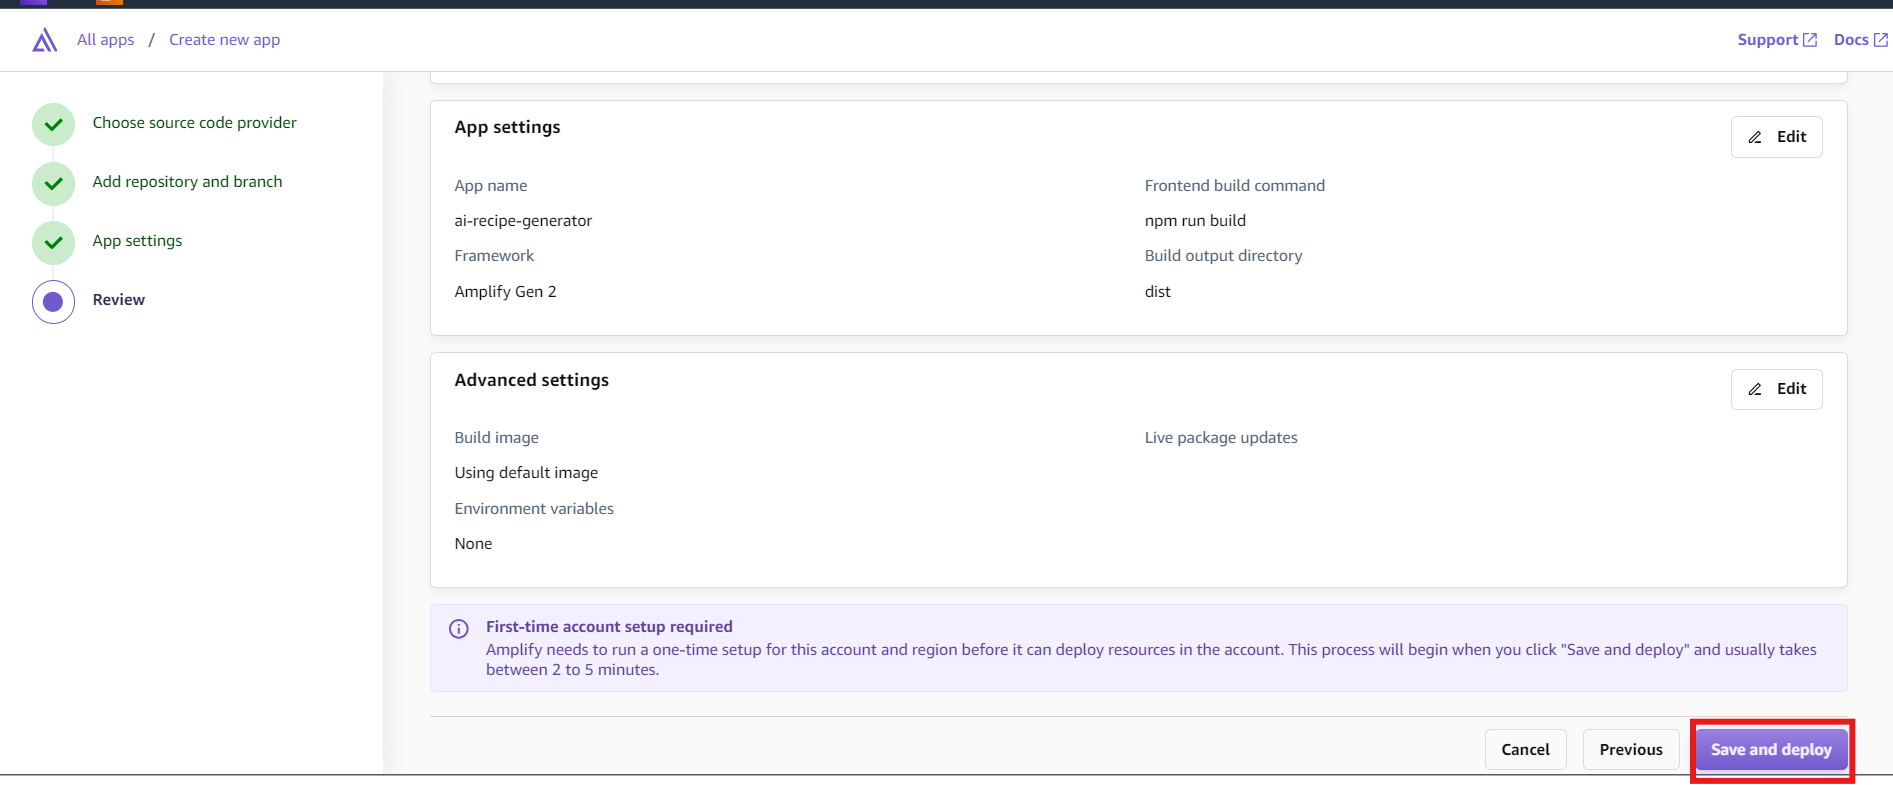 All apps / Create new app
Support
Docs
Choose source code provider
Add repository and branch
App settings
Review
App settings
Edit
App name
ai-recipe-generator
Framework
Amplify Gen 2
Frontend build command
npm run build
Build output directory
dist
Advanced settings
Edit
Build image
Using default image
Environment variables
None
Live package updates
First-time account setup required
Amplify needs to run a one-time setup for this account and region before it can deploy resources in the account. This process will begin when you click "Save and deploy" and usually takes
between 2 to 5 minutes.
Cancel
Previous
Save and deploy